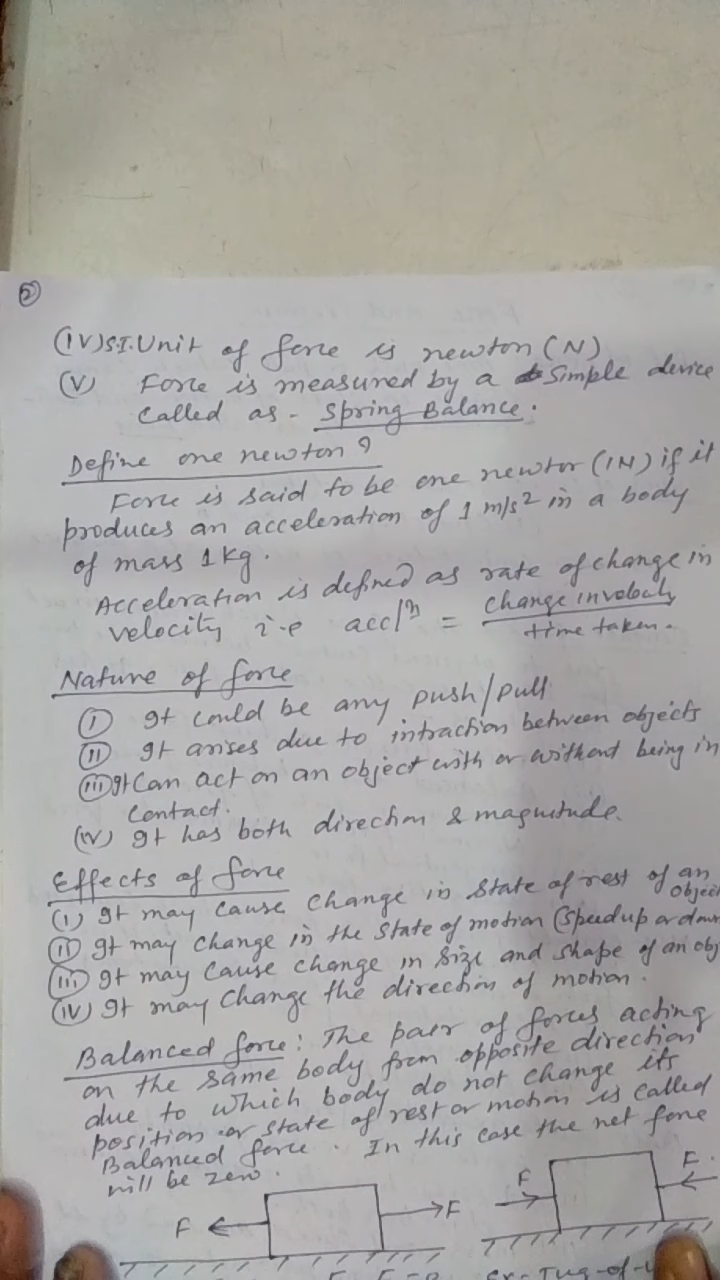 ②
(IV) S.I. Unit of force is newton (N)
(V) Force is measured by a Simple device
Called as - Spring Balance.
Define one newton ?
Force is said to be one newton (1N) if it
produces an acceleration of 1 m/s² in a body
of mass 1 kg.
Acceleration is defined as rate of change in
velocity i.e accl^n = change in velocity
time taken.
Nature of force
(I) It could be any push/pull
(II) It arises due to intraction between objects
(III) It Can act on an object with or without being in
Contact.
(IV) It has both direction & magnitude.
Effects of force
(I) It may cause change in state of rest of an
object
(II) It may change in the state of motion (speed up or down
(III) It may Cause change in size and shape of an obj
(IV) It may Change the direction of motion.
Balanced force: The pair of forces acting
on the same body from opposite direction
due to which body do not change its
position or state of rest or motion is called
Balanced force. In this case the net force
will be zero.
F F F F
Tug-of-